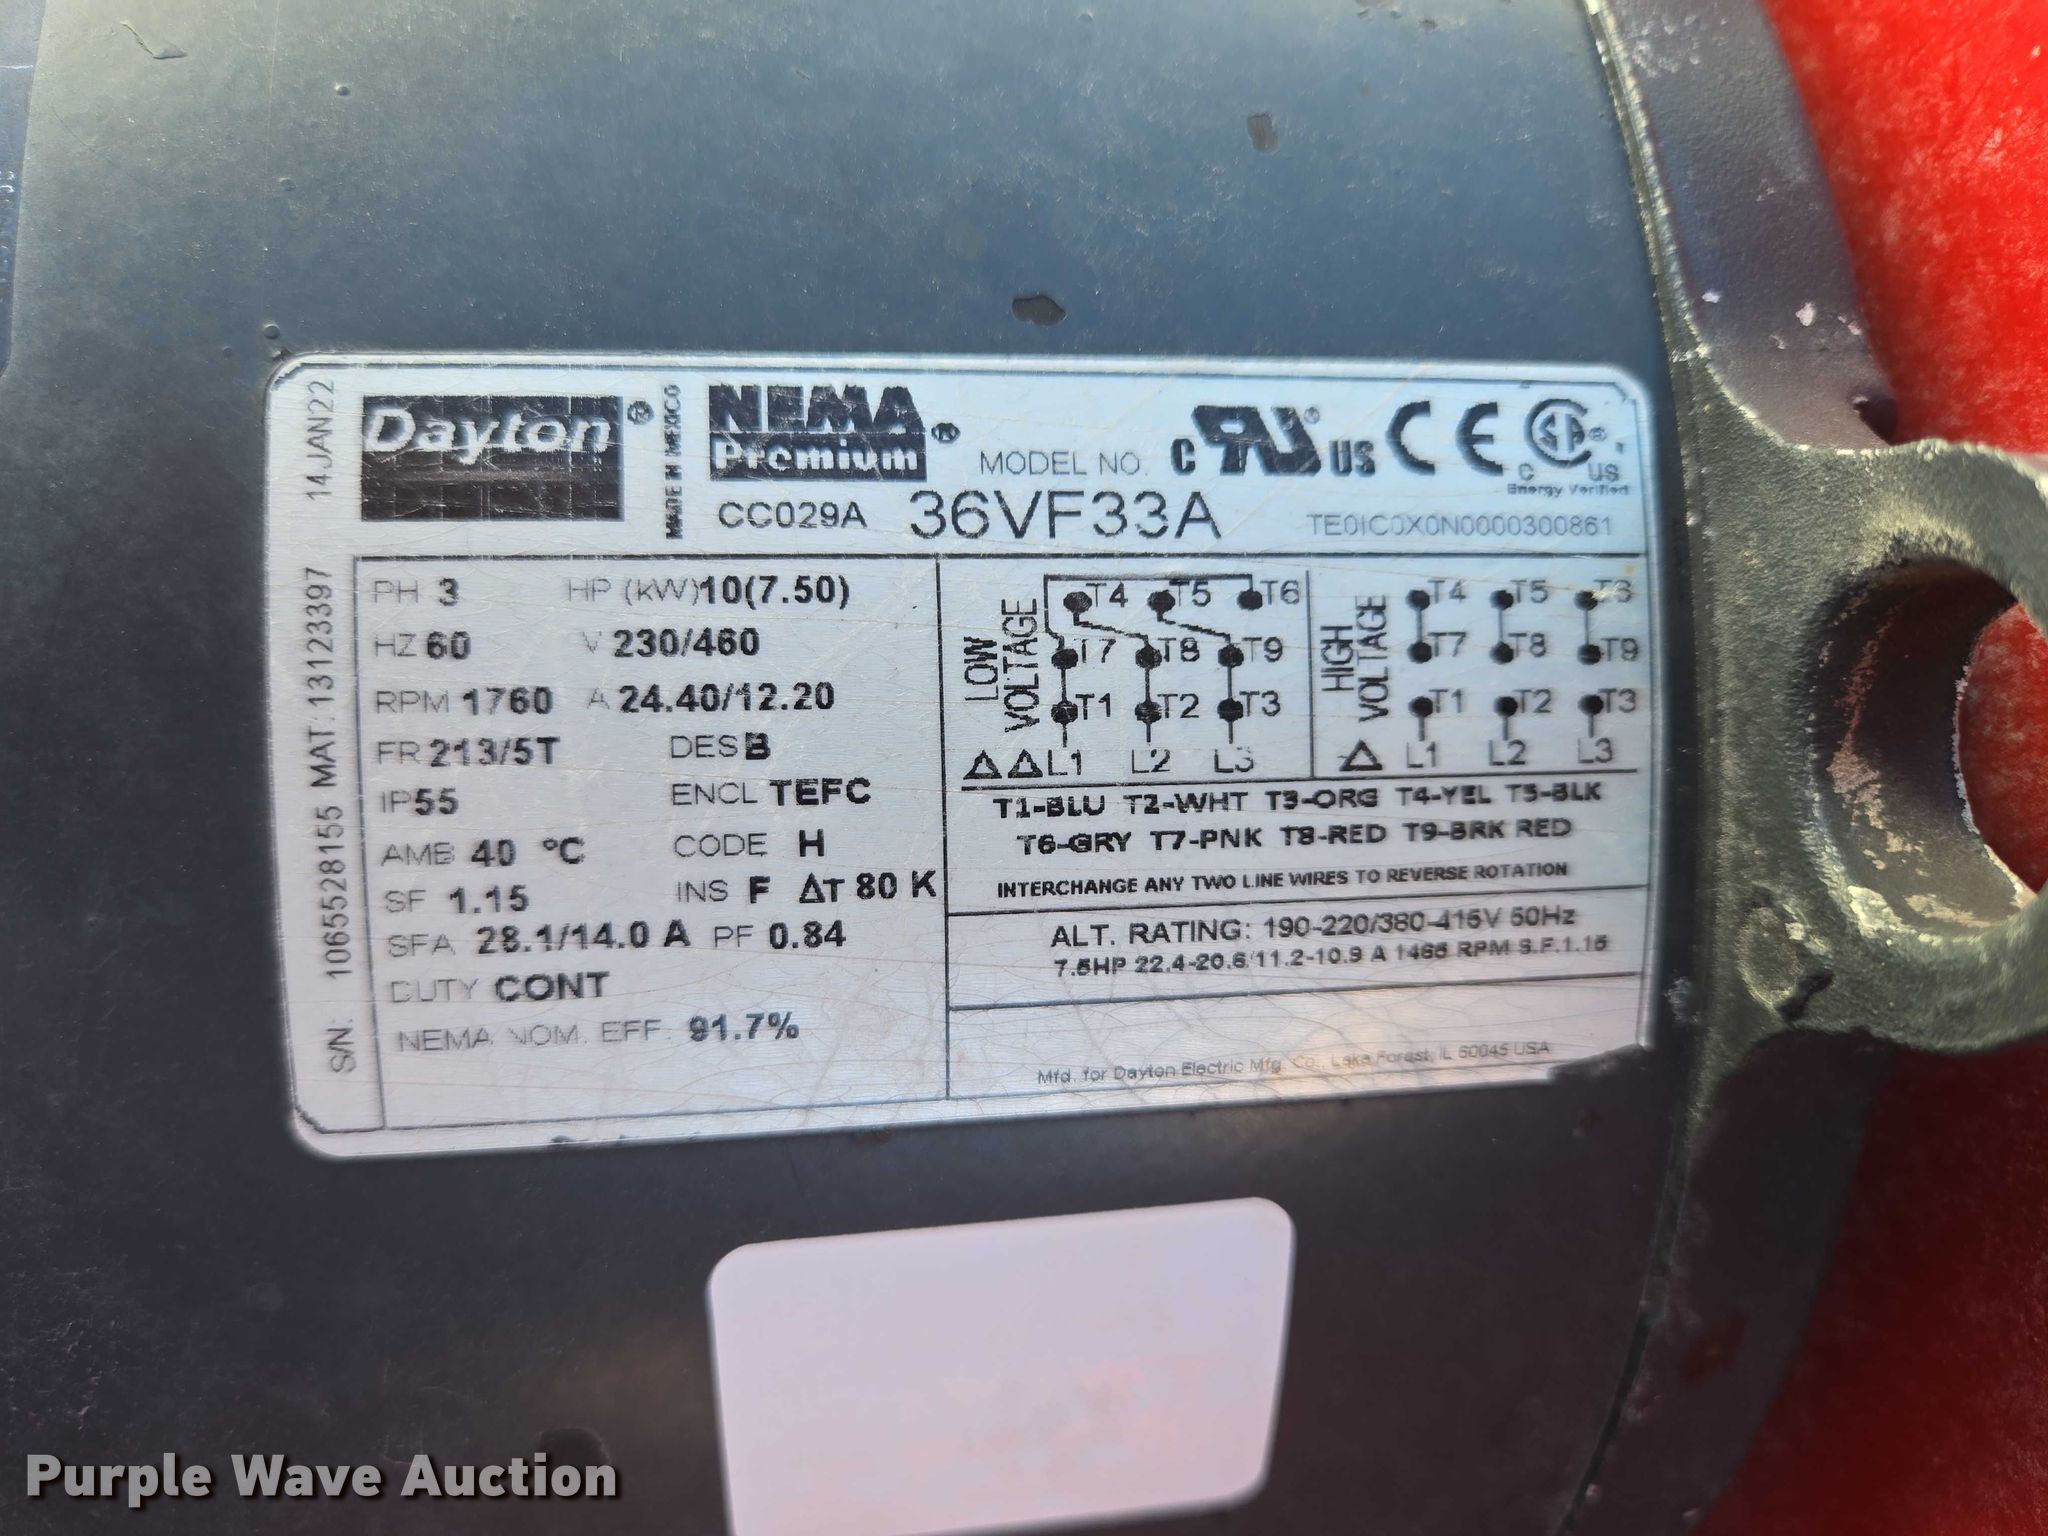 Dayton®
MADE IN MEXICO
NEMA
Premium®
MODEL NO.
CC029A 36VF33A
C US CE SA® C US
Energy Verified
TE0IC0X0N0000300861
S/N: 1065528155 MAT:13123397 14JAN22
PH 3 HP (kW)10(7.50)
HZ 60 V 230/460
RPM 1760 A 24.40/12.20
FR 213/5T DES B
IP55 ENCL TEFC
AMB 40 °C CODE H
SF 1.15 INS F ΔT 80 K
SFA 28.1/14.0 A PF 0.84
DUTY CONT
NEMA NOM. EFF. 91.7%
LOW VOLTAGE
T4 T5 T6
T7 T8 T9
T1 T2 T3
△△ L1 L2 L3
HIGH VOLTAGE
T4 T5 T6
T7 T8 T9
T1 T2 T3
△ L1 L2 L3
T1-BLU T2-WHT T3-ORG T4-YEL T5-BLK
T6-GRY T7-PNK T8-RED T9-BRK RED
INTERCHANGE ANY TWO LINE WIRES TO REVERSE ROTATION
ALT. RATING: 190-220/380-415V 50Hz
7.5HP 22.4-20.6/11.2-10.9 A 1465 RPM S.F.1.15
Mfd. for Dayton Electric Mfg. Co., Lake Forest, IL 60045 USA
Purple Wave Auction